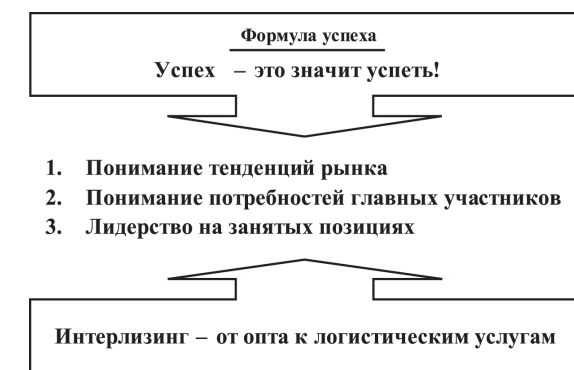 Формула успеха
Успех – это значит успеть!
1. Понимание тенденций рынка
2. Понимание потребностей главных участников
3. Лидерство на занятых позициях
Интерлизинг – от опта к логистическим услугам